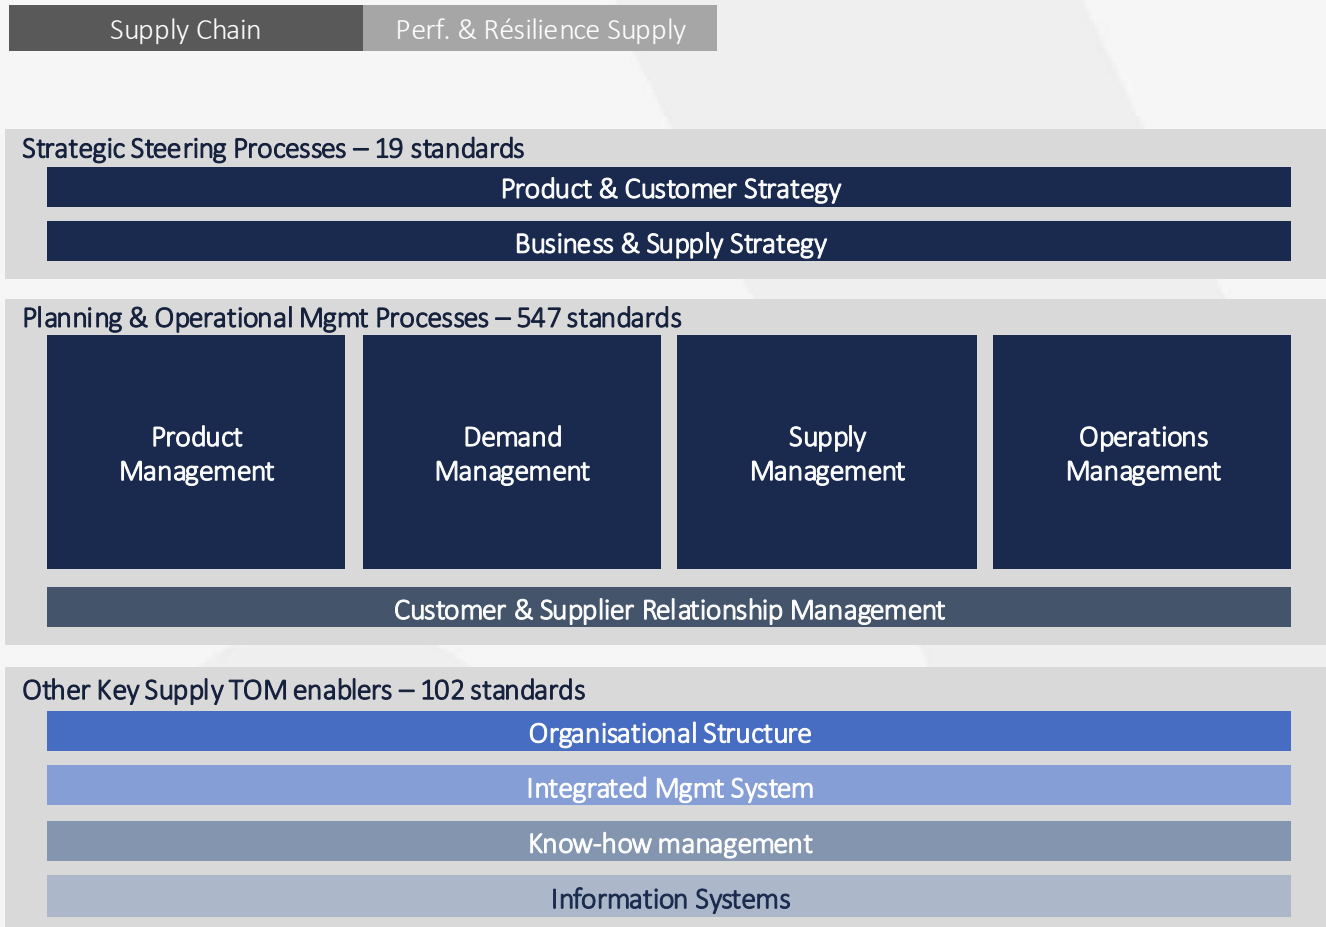 Supply Chain
Perf. & Résilience Supply
Strategic Steering Processes – 19 standards
Product & Customer Strategy
Business & Supply Strategy
Planning & Operational Mgmt Processes – 547 standards
Product
Management
Demand
Management
Supply
Management
Operations
Management
Customer & Supplier Relationship Management
Other Key Supply TOM enablers – 102 standards
Organisational Structure
Integrated Mgmt System
Know-how management
Information Systems